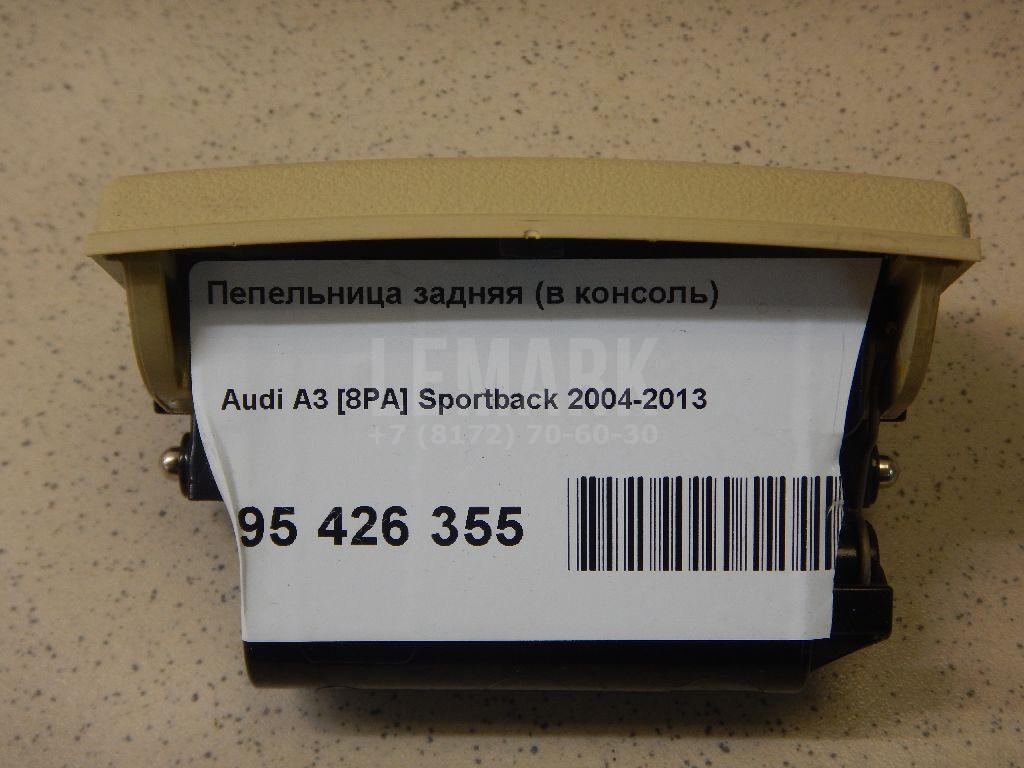 Пепельница задняя (в консоль)
LEMARK
Audi A3 [8PA] Sportback 2004-2013
+7 (8172) 70-60-30
95 426 355